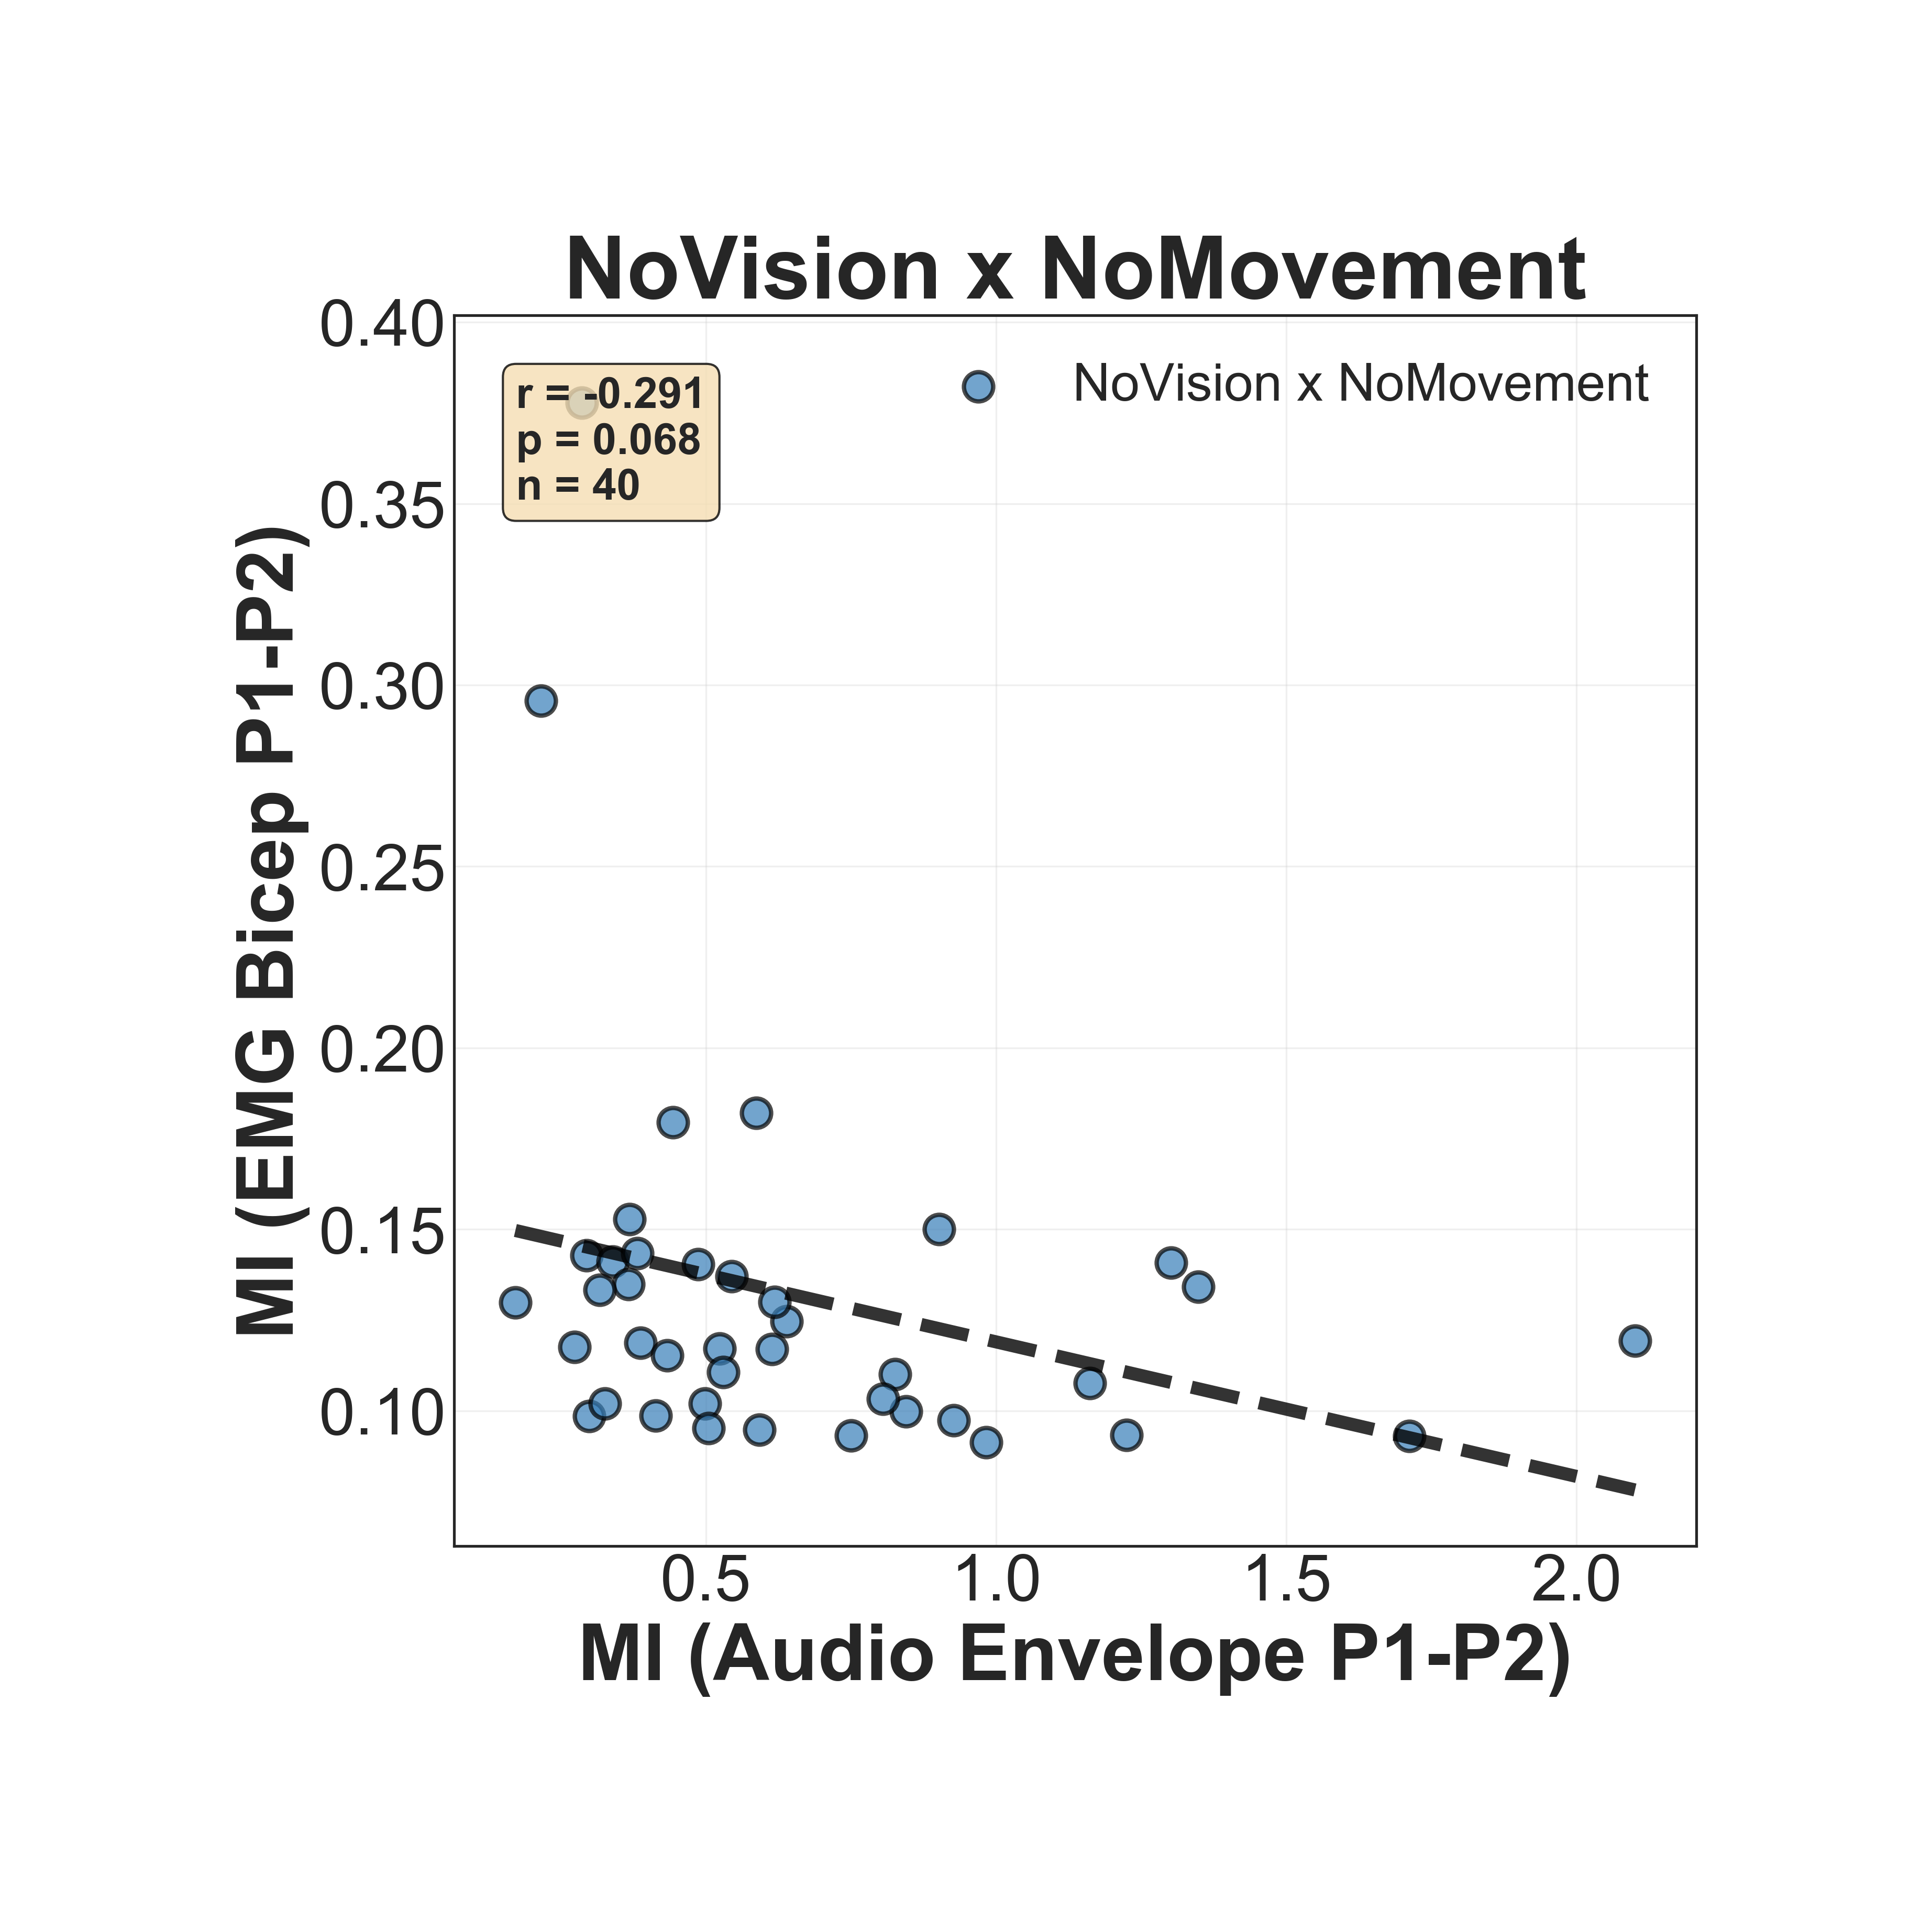 NoVision x NoMovement
0.40
0.35
0.30
0.25
0.20
0.15
0.10
MI (EMG Bicep P1-P2)
r = -0.291
p = 0.068
n = 40
NoVision x NoMovement
0.5 1.0 1.5 2.0
MI (Audio Envelope P1-P2)